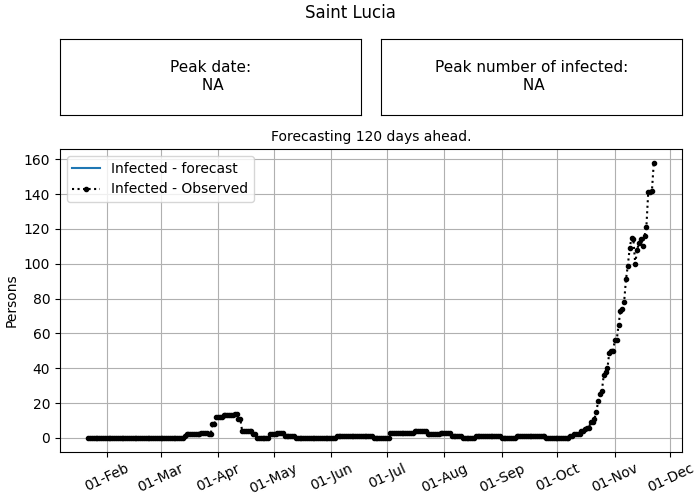 Saint Lucia
Peak date:
NA
Peak number of infected:
NA
Forecasting 120 days ahead.
Infected - forecast
Infected - Observed
Persons
160
140
120
100
80
60
40
20
0
01-Feb
01-Mar
01-Apr
01-May
01-Jun
01-Jul
01-Aug
01-Sep
01-Oct
01-Nov
01-Dec